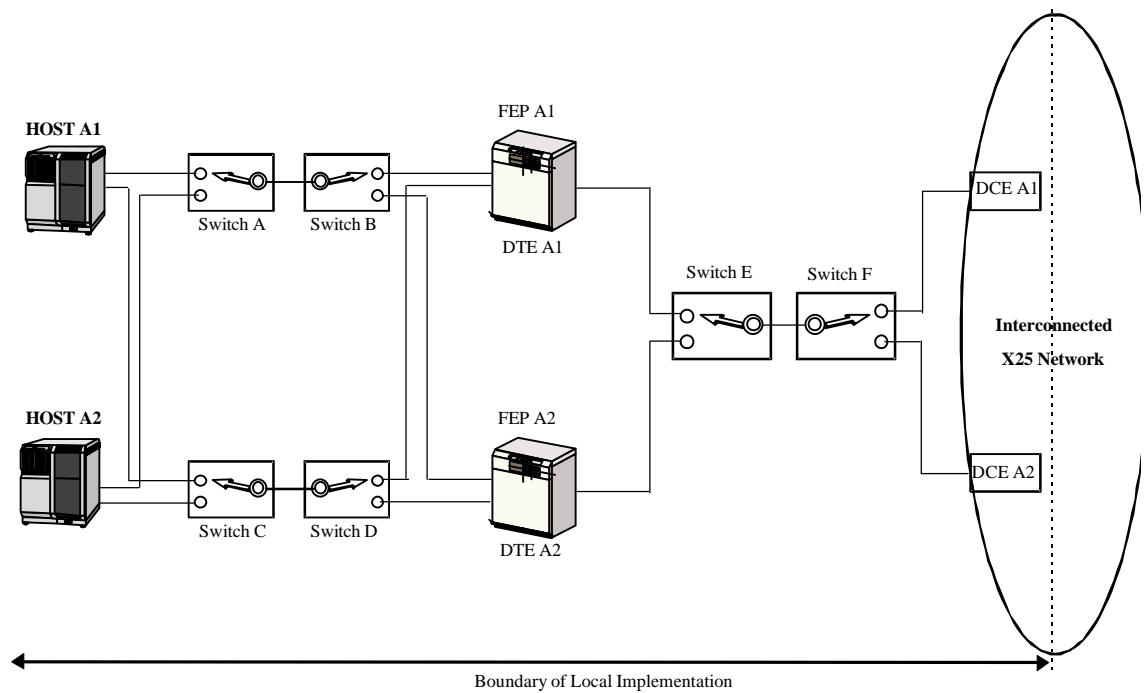 FEP A1
HOST A1
DCE A1
Switch A
Switch B
DTE A1
Switch E
Switch F
Interconnected
X25 Network
HOST A2
FEP A2
DCE A2
Switch C
Switch D
DTE A2
Boundary of Local Implementation